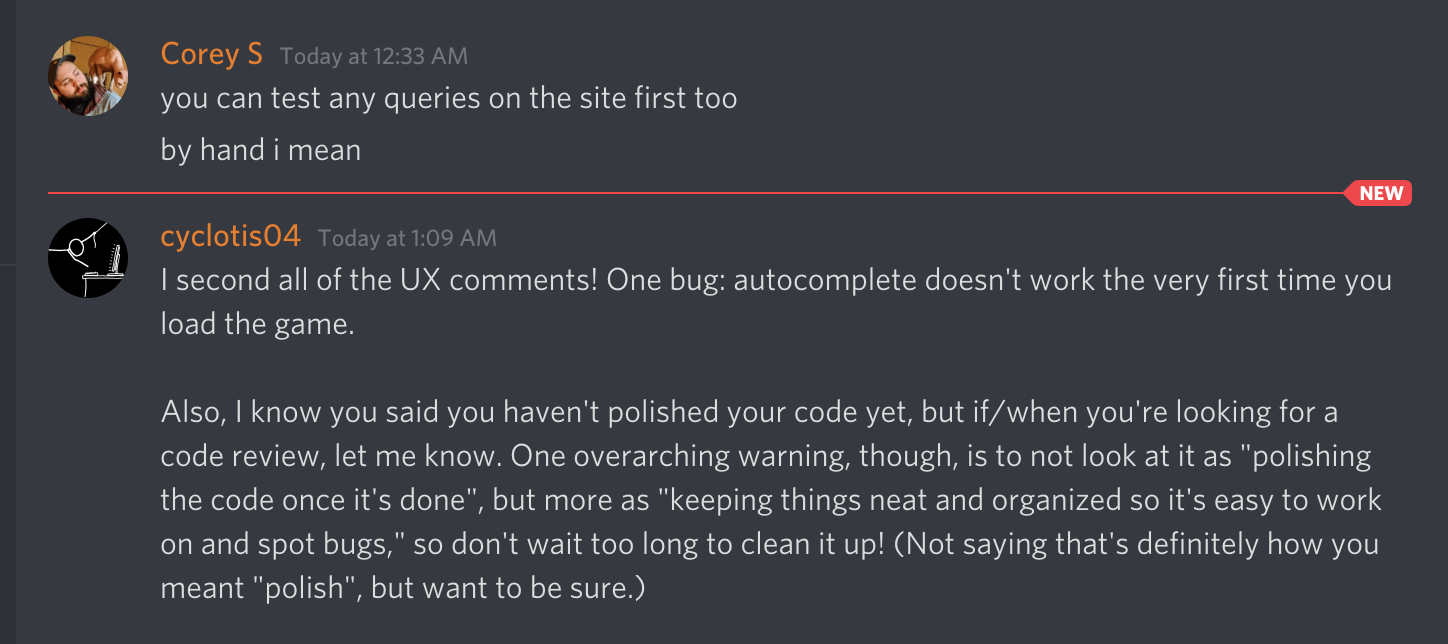 Corey S Today at 12:33 AM
you can test any queries on the site first too
by hand i mean
NEW
cyclotis04 Today at 1:09 AM
I second all of the UX comments! One bug: autocomplete doesn't work the very first time you
load the game.
Also, I know you said you haven't polished your code yet, but if/when you're looking for a
code review, let me know. One overarching warning, though, is to not look at it as "polishing
the code once it's done", but more as "keeping things neat and organized so it's easy to work
on and spot bugs," so don't wait too long to clean it up! (Not saying that's definitely how you
meant "polish", but want to be sure.)